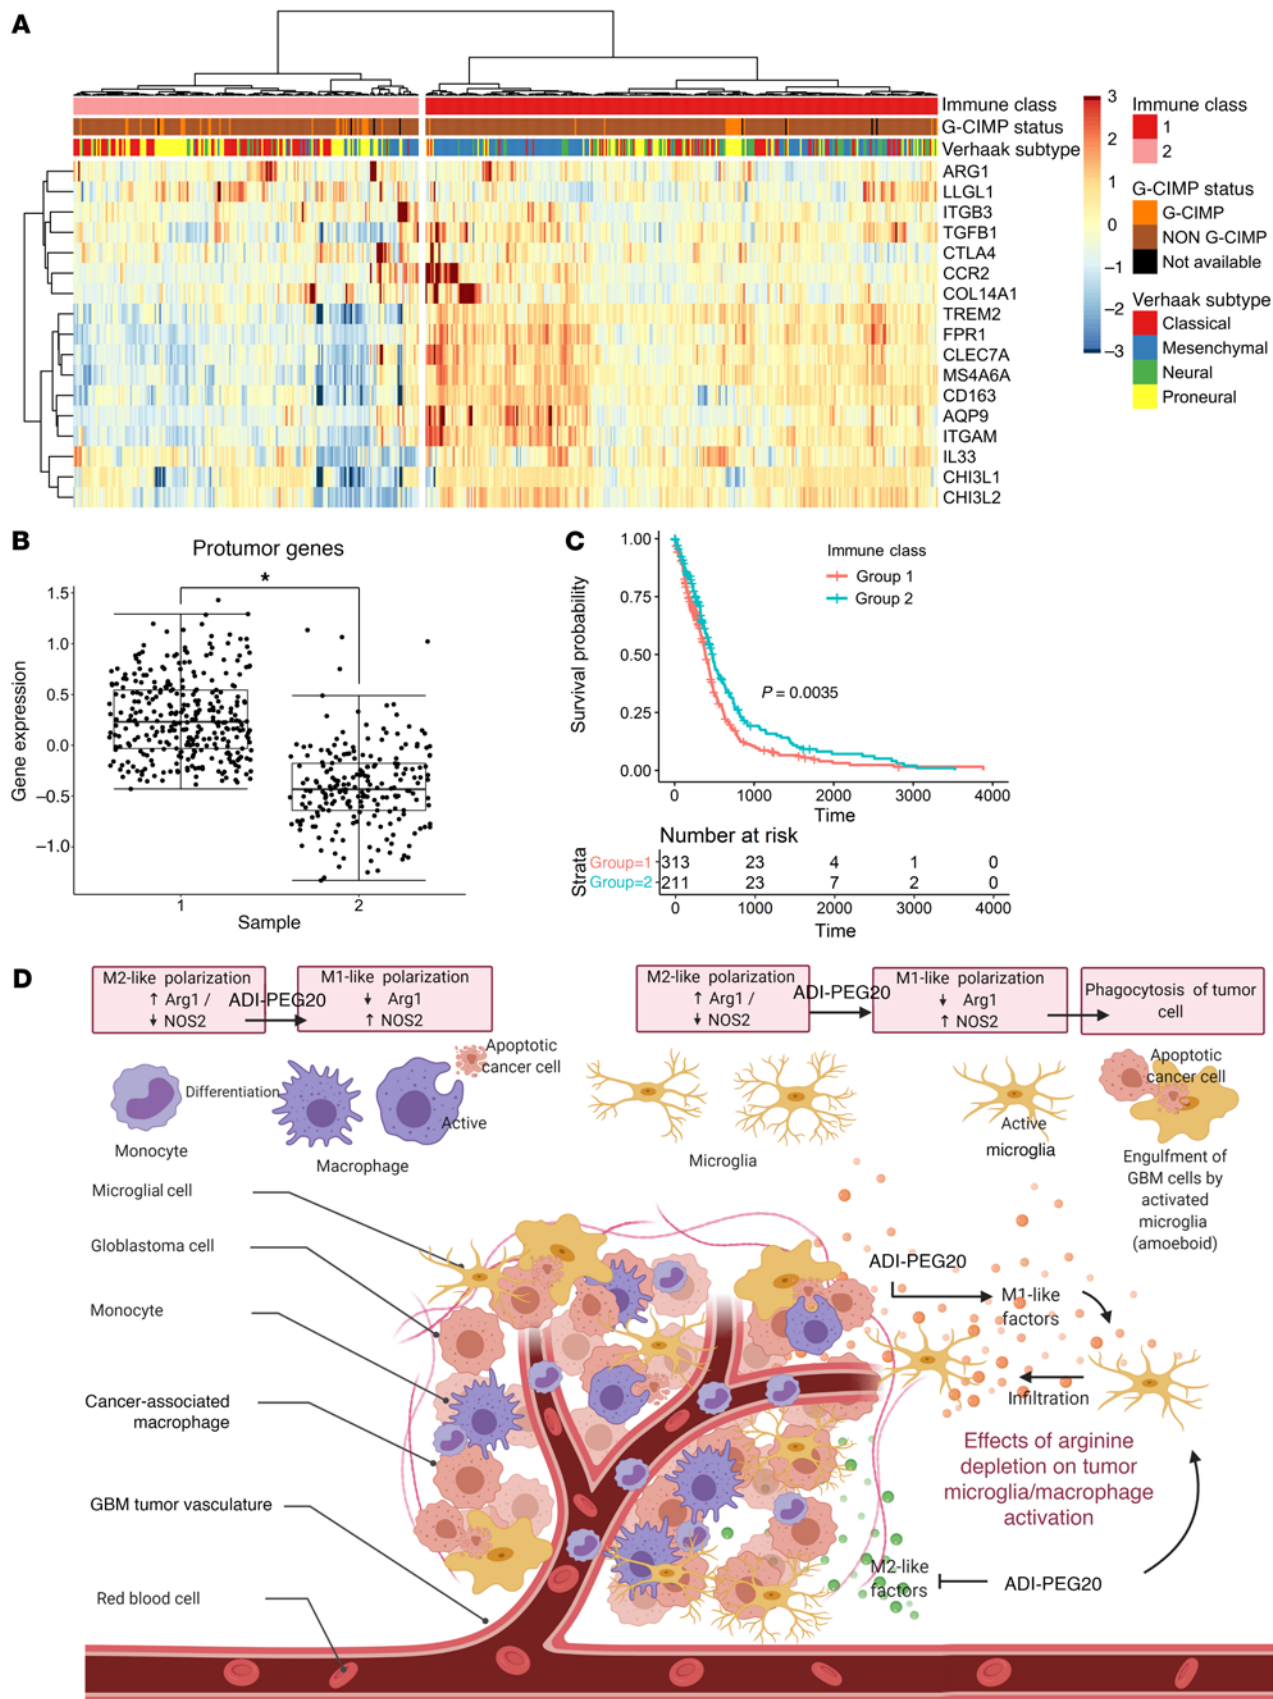 A
Immune class
G-CIMP status
Verhaak subtype
ARG1
LLGL1
ITGB3
TGFB1
CTLA4
CCR2
COL14A1
TREM2
FPR1
CLEC7A
MS4A6A
CD163
AQP9
ITGAM
IL33
CHI3L1
CHI3L2
3
2
1
0
−1
−2
−3
Immune class
1
2
G-CIMP status
G-CIMP
NON G-CIMP
Not available
Verhaak subtype
Classical
Mesenchymal
Neural
Proneural
B
Protumor genes
*
Gene expression
1.5
1.0
0.5
0.0
−0.5
−1.0
1 2
Sample
C
Survival probability
1.00
0.75
0.50
0.25
0.00
Immune class
Group 1
Group 2
P = 0.0035
0 1000 2000 3000 4000
Time
Number at risk
Strata
Group=1 313 23 4 1 0
Group=2 211 23 7 2 0
0 1000 2000 3000 4000
Time
D
M2-like polarization
↑ Arg1 /
↓ NOS2
ADI-PEG20
M1-like polarization
↓ Arg1
↑ NOS2
M2-like polarization
↑ Arg1 /
↓ NOS2
ADI-PEG20
M1-like polarization
↓ Arg1
↑ NOS2
Phagocytosis of tumor
cell
Differentiation
Monocyte
Macrophage
Active
Apoptotic
cancer cell
Microglia
Active
microglia
Apoptotic
cancer cell
Engulfment of
GBM cells by
activated
microglia
(amoeboid)
Microglial cell
Globlastoma cell
Monocyte
Cancer-associated
macrophage
GBM tumor vasculature
Red blood cell
ADI-PEG20
M1-like
factors
Infiltration
Effects of arginine
depletion on tumor
microglia/macrophage
activation
M2-like
factors
ADI-PEG20